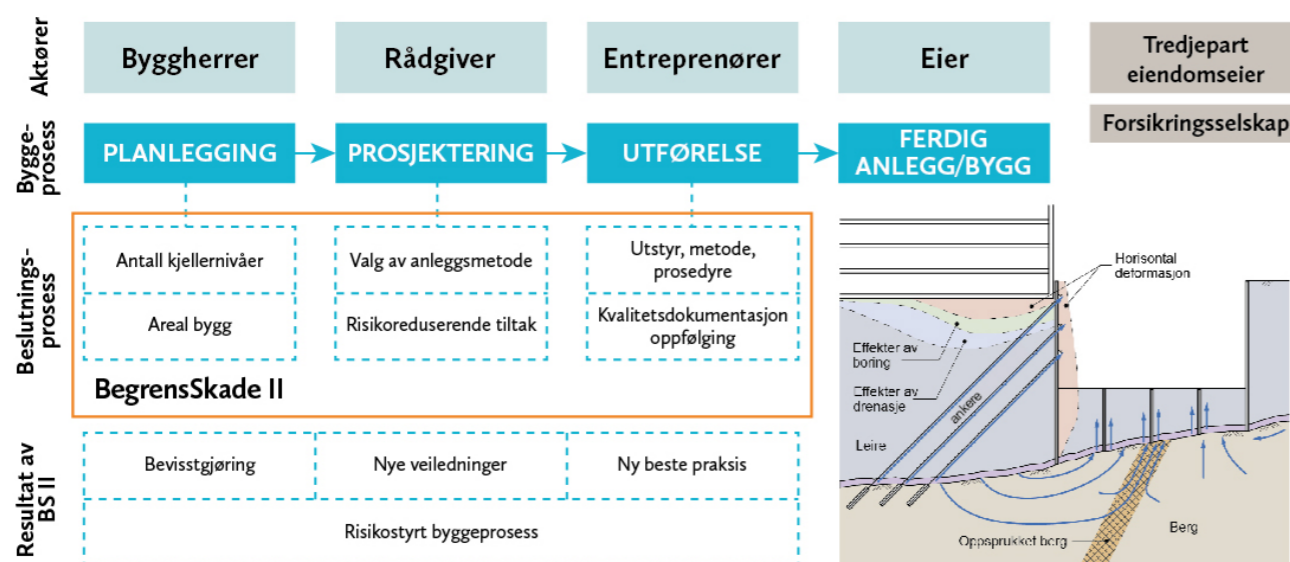 Aktører
Byggherrer
Rådgiver
Entreprenører
Eier
Tredjepart
eiendomseier
Forsikringsselskap
Bygge-
prosess
PLANLEGGING
PROSJEKTERING
UTFØRELSE
FERDIG
ANLEGG/BYGG
Beslutnings-
prosess
Antall kjellernivåer
Valg av anleggsmetode
Utstyr, metode,
prosedyre
Areal bygg
Risikoreduserende tiltak
Kvalitetsdokumentasjon
oppfølging
BegrensSkade II
Resultat av
BS II
Bevisstgjøring
Nye veiledninger
Ny beste praksis
Risikostyrt byggeprosess
Horisontal
deformasjon
Effekter av
boring
Effekter av
drenasje
ankere
Leire
Oppsprukket berg
Berg